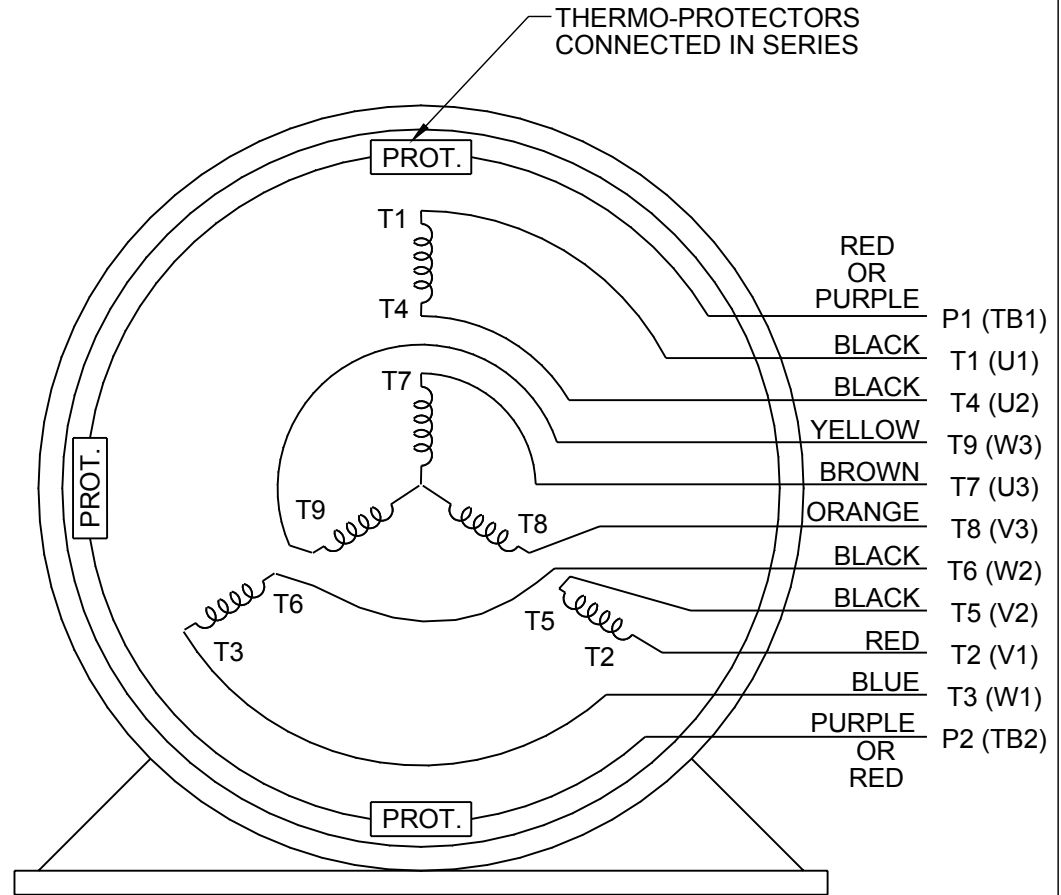 THERMO-PROTECTORS
CONNECTED IN SERIES
PROT.
T1
T4
T7
T9
T8
PROT.
T6
T5
T3
T2
PROT.
RED
OR
PURPLE
P1 (TB1)
BLACK
T1 (U1)
BLACK
T4 (U2)
YELLOW
T9 (W3)
BROWN
T7 (U3)
ORANGE
T8 (V3)
BLACK
T6 (W2)
BLACK
T5 (V2)
RED
T2 (V1)
BLUE
T3 (W1)
PURPLE
OR
RED
P2 (TB2)